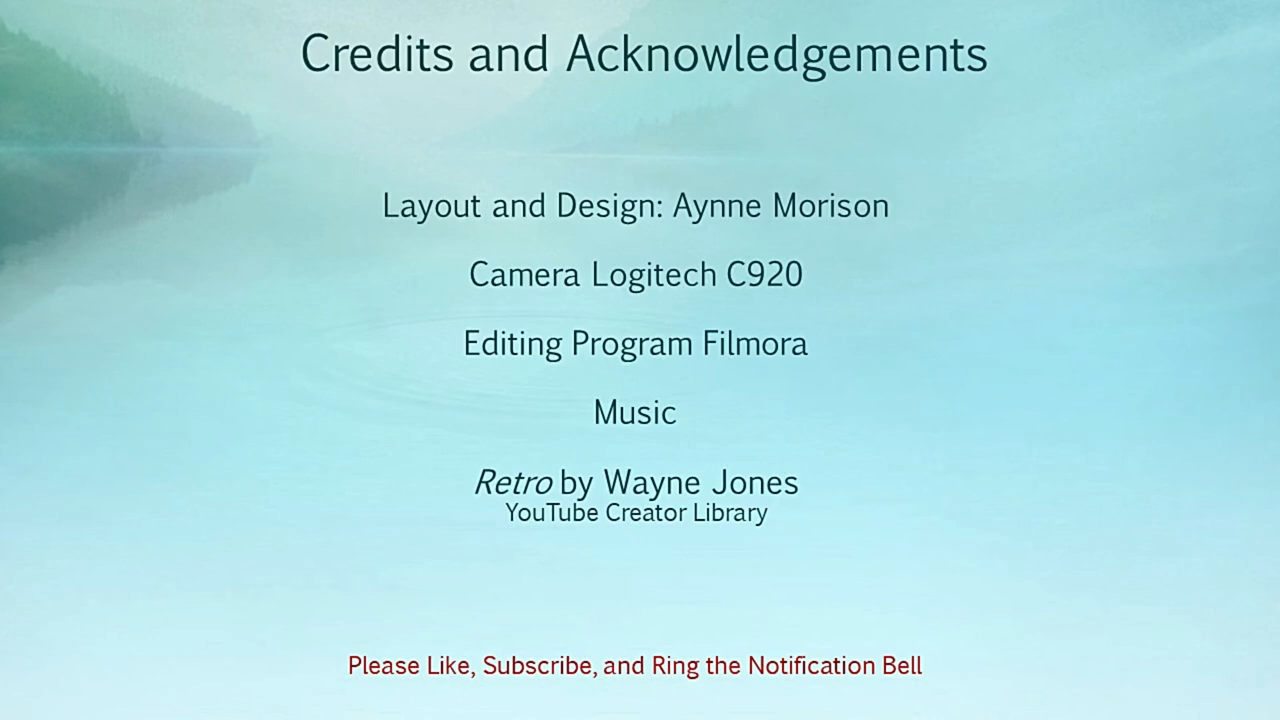 Credits and Acknowledgements
Layout and Design: Aynne Morison
Camera Logitech C920
Editing Program Filmora
Music
Retro by Wayne Jones
YouTube Creator Library
Please Like, Subscribe, and Ring the Notification Bell